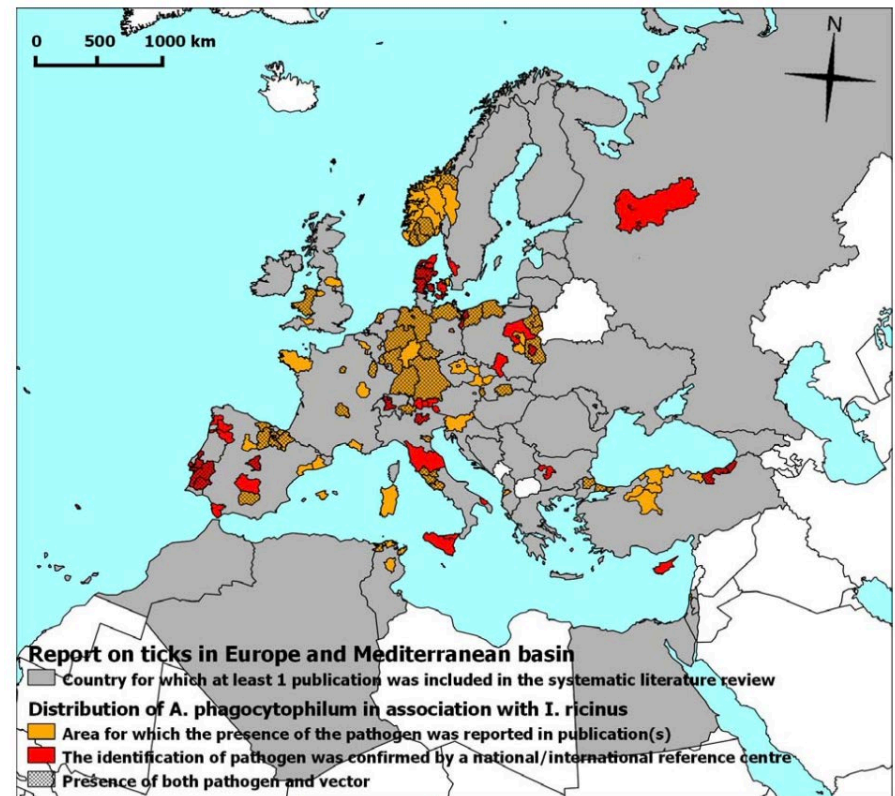 0 500 1000 km
N
Report on ticks in Europe and Mediterranean basin
Country for which at least 1 publication was included in the systematic literature review
Distribution of A. phagocytophilum in association with I. ricinus
Area for which the presence of the pathogen was reported in publication(s)
The identification of pathogen was confirmed by a national/international reference centre
Presence of both pathogen and vector